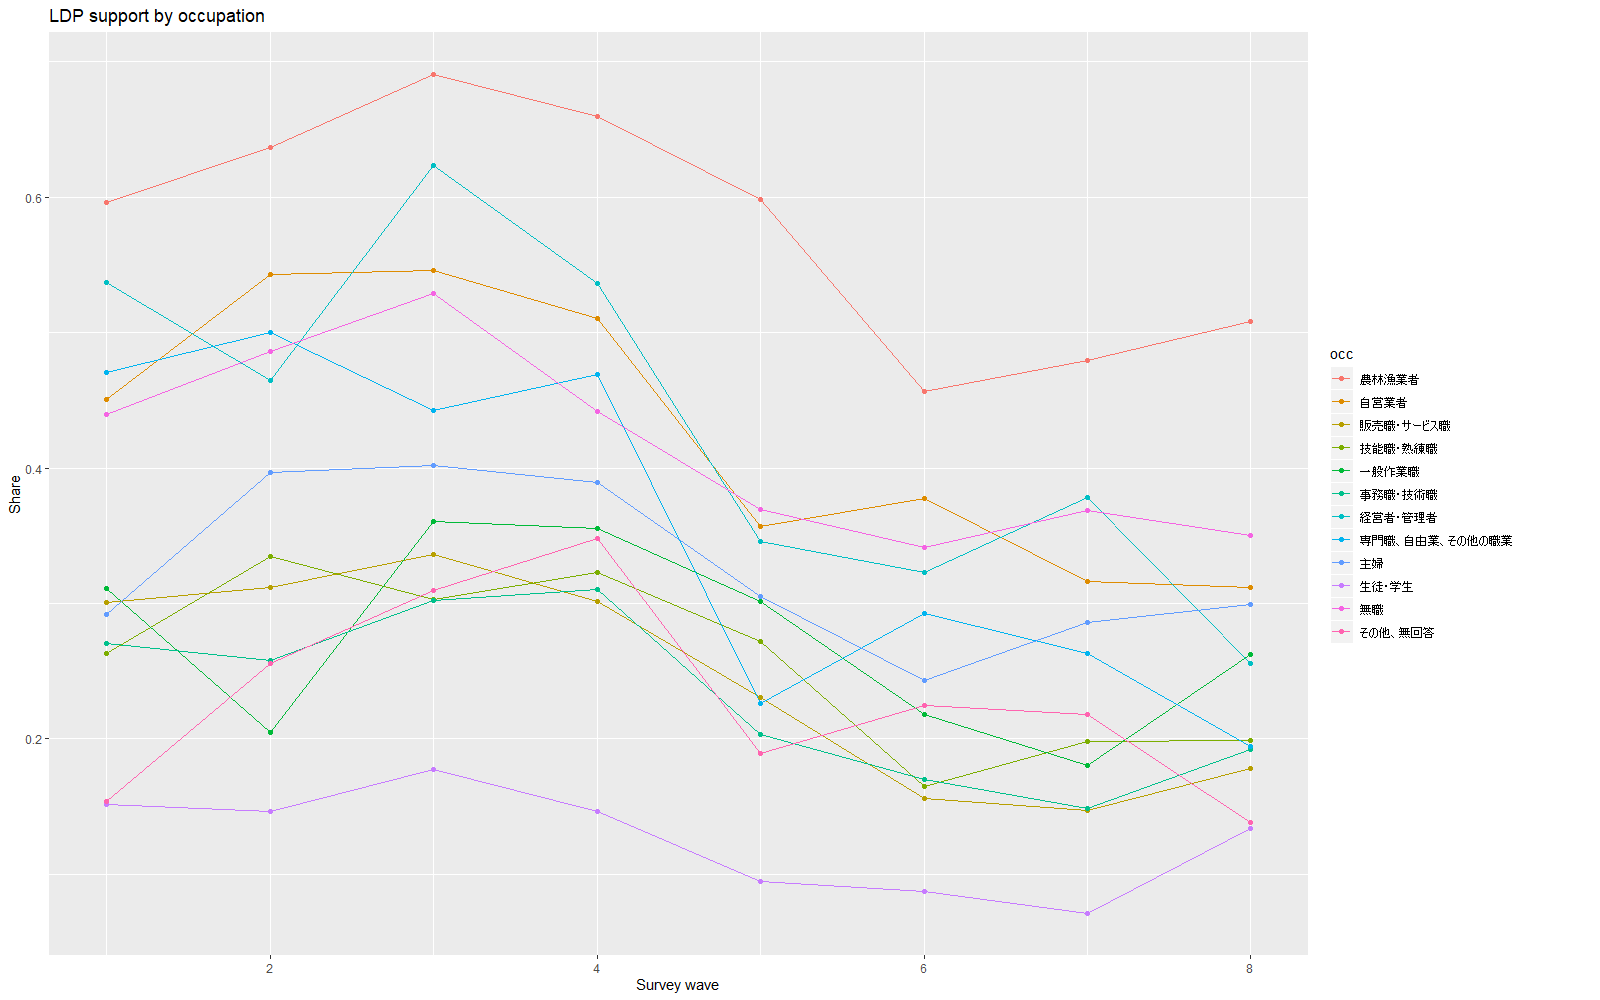 LDP support by occupation
0.6
0.4
0.2
Share
2 4 6 8
Survey wave
occ
農林漁業者
自営業者
販売職・サービス職
技能職・熟練職
一般作業職
事務職・技術職
経営者・管理者
専門職、自由業、その他の職業
主婦
生徒・学生
無職
その他、無回答